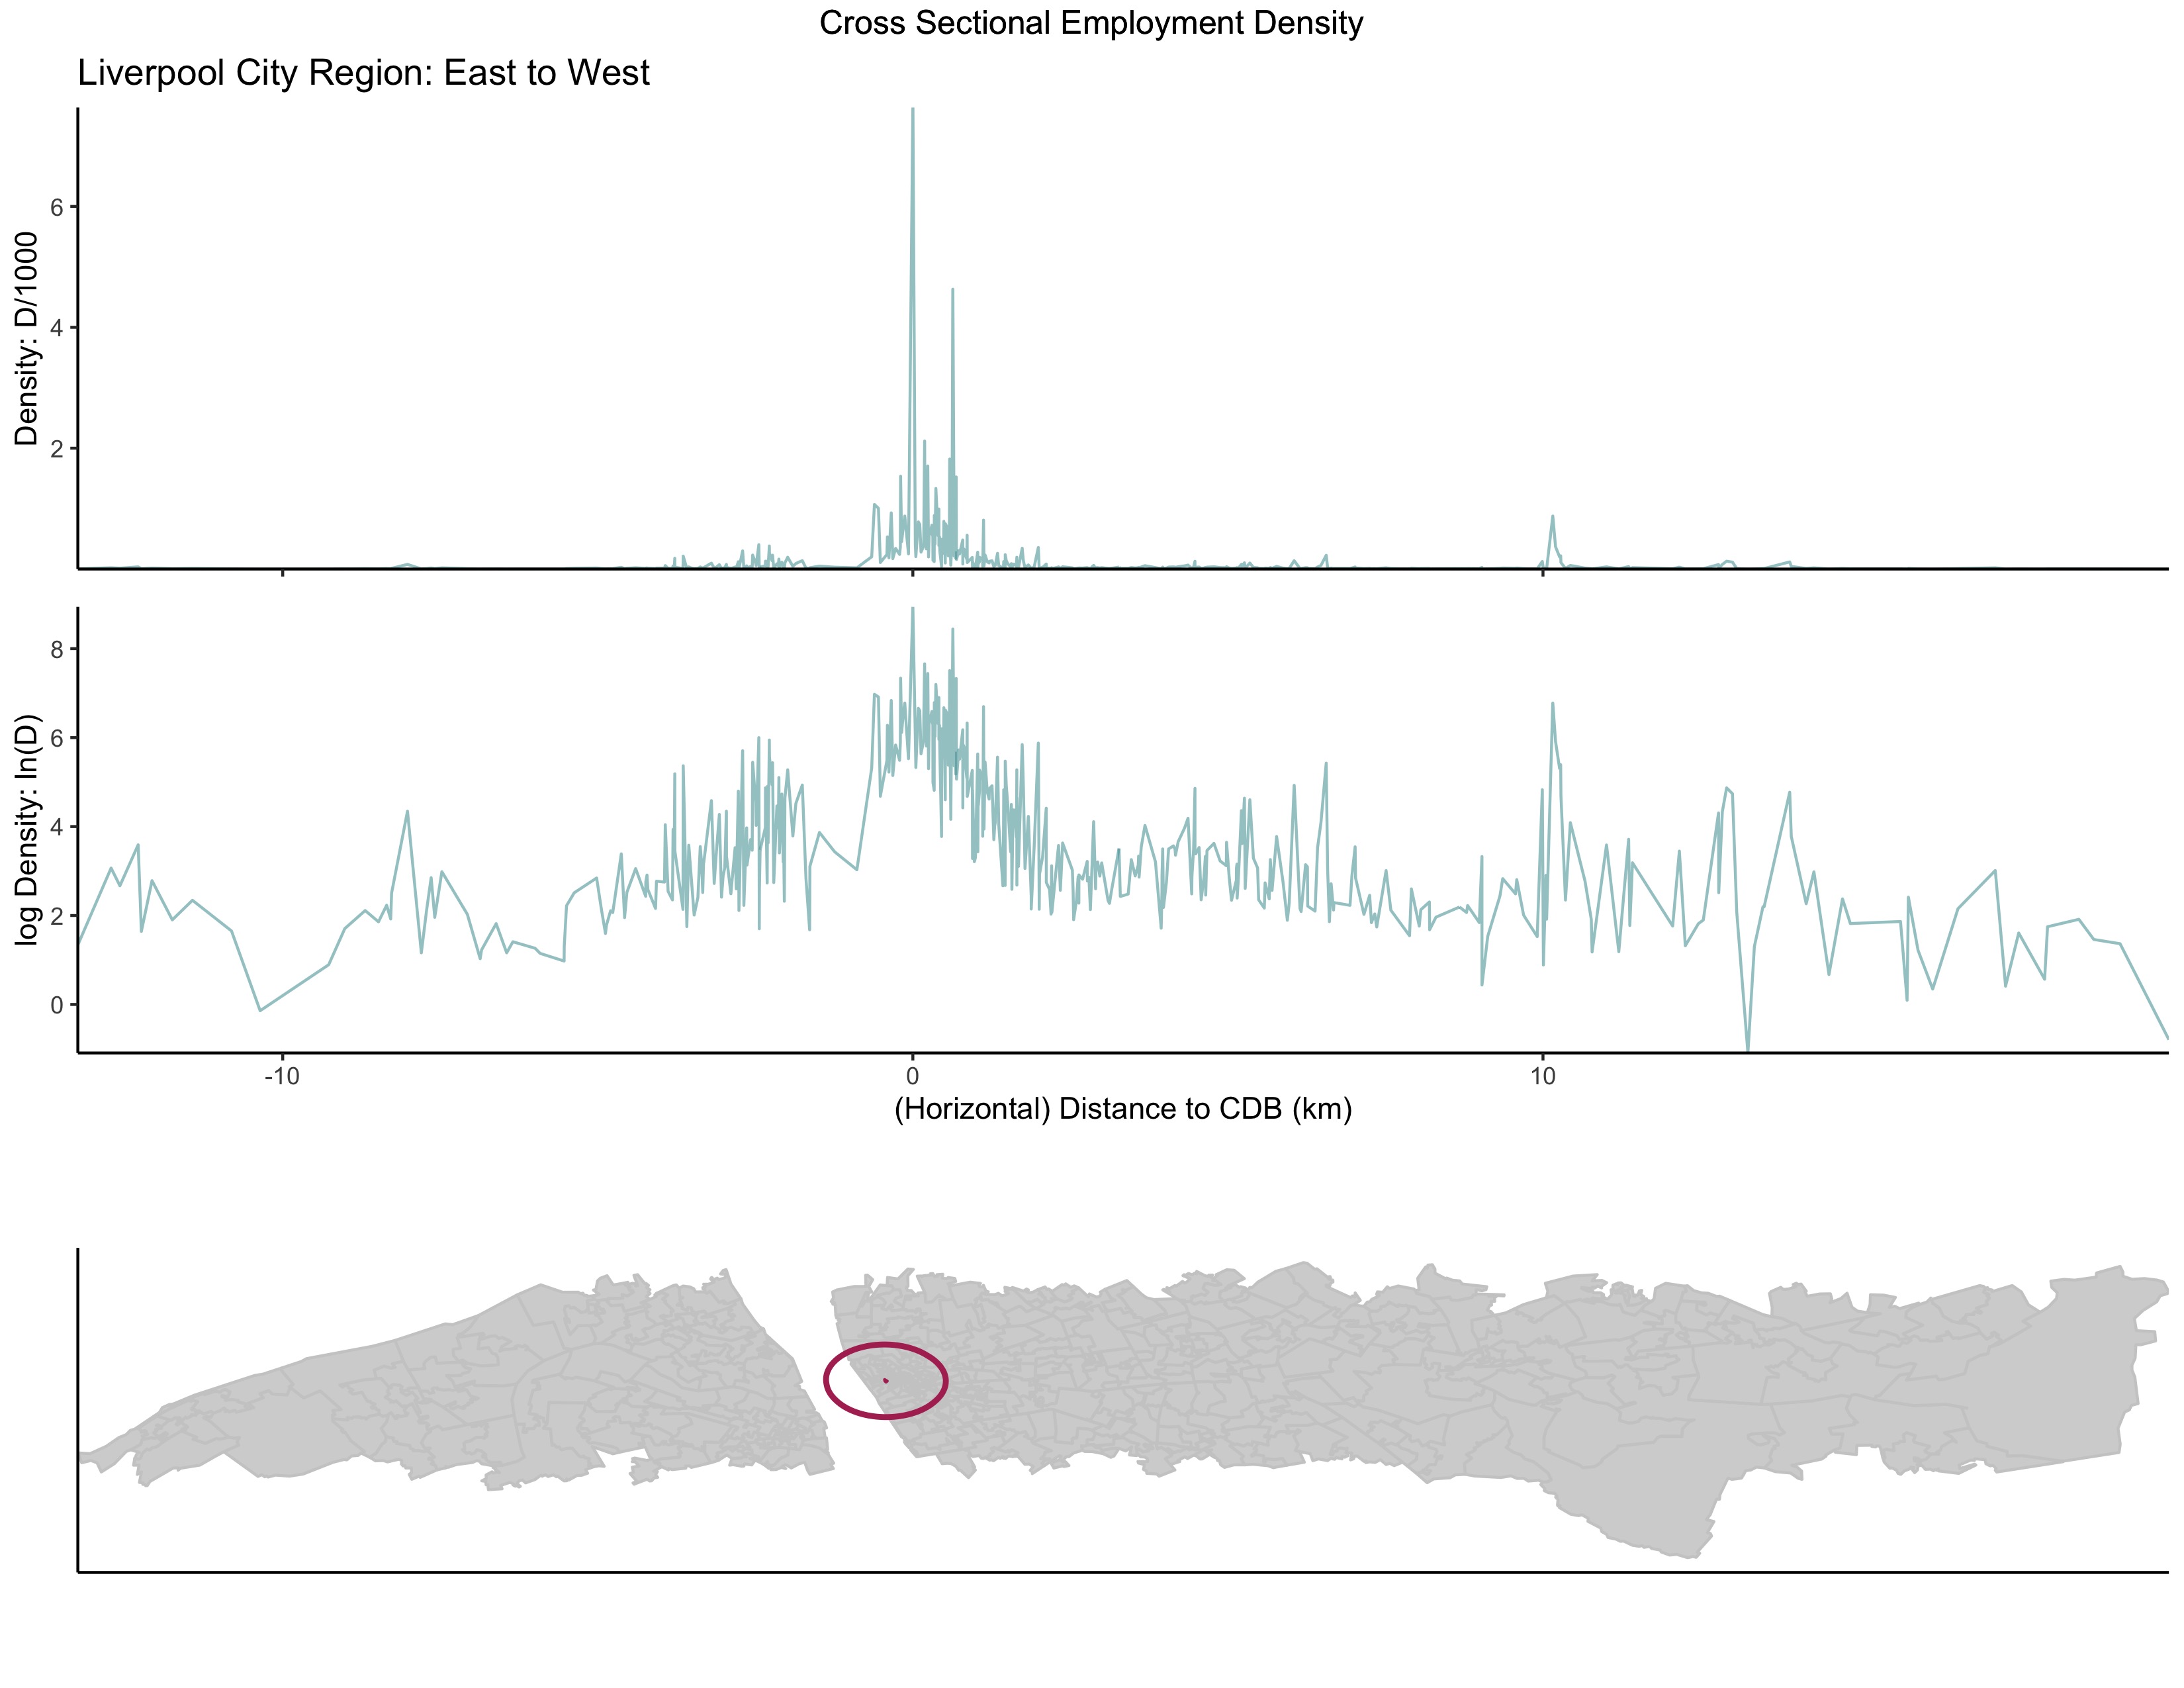 Cross Sectional Employment Density
Liverpool City Region: East to West
Density: D/1000
6
4
2
log Density: ln(D)
8
6
4
2
0
-10
0
10
(Horizontal) Distance to CDB (km)